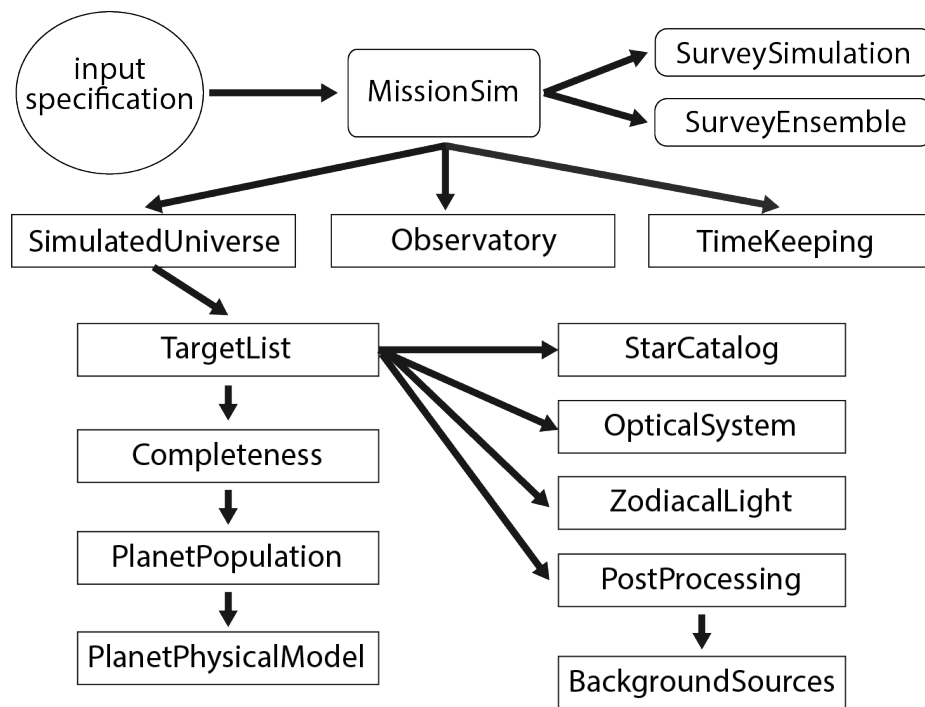 input
specification
MissionSim
SurveySimulation
SurveyEnsemble
SimulatedUniverse
Observatory
TimeKeeping
TargetList
StarCatalog
OpticalSystem
Completeness
ZodiacalLight
PlanetPopulation
PostProcessing
PlanetPhysicalModel
BackgroundSources